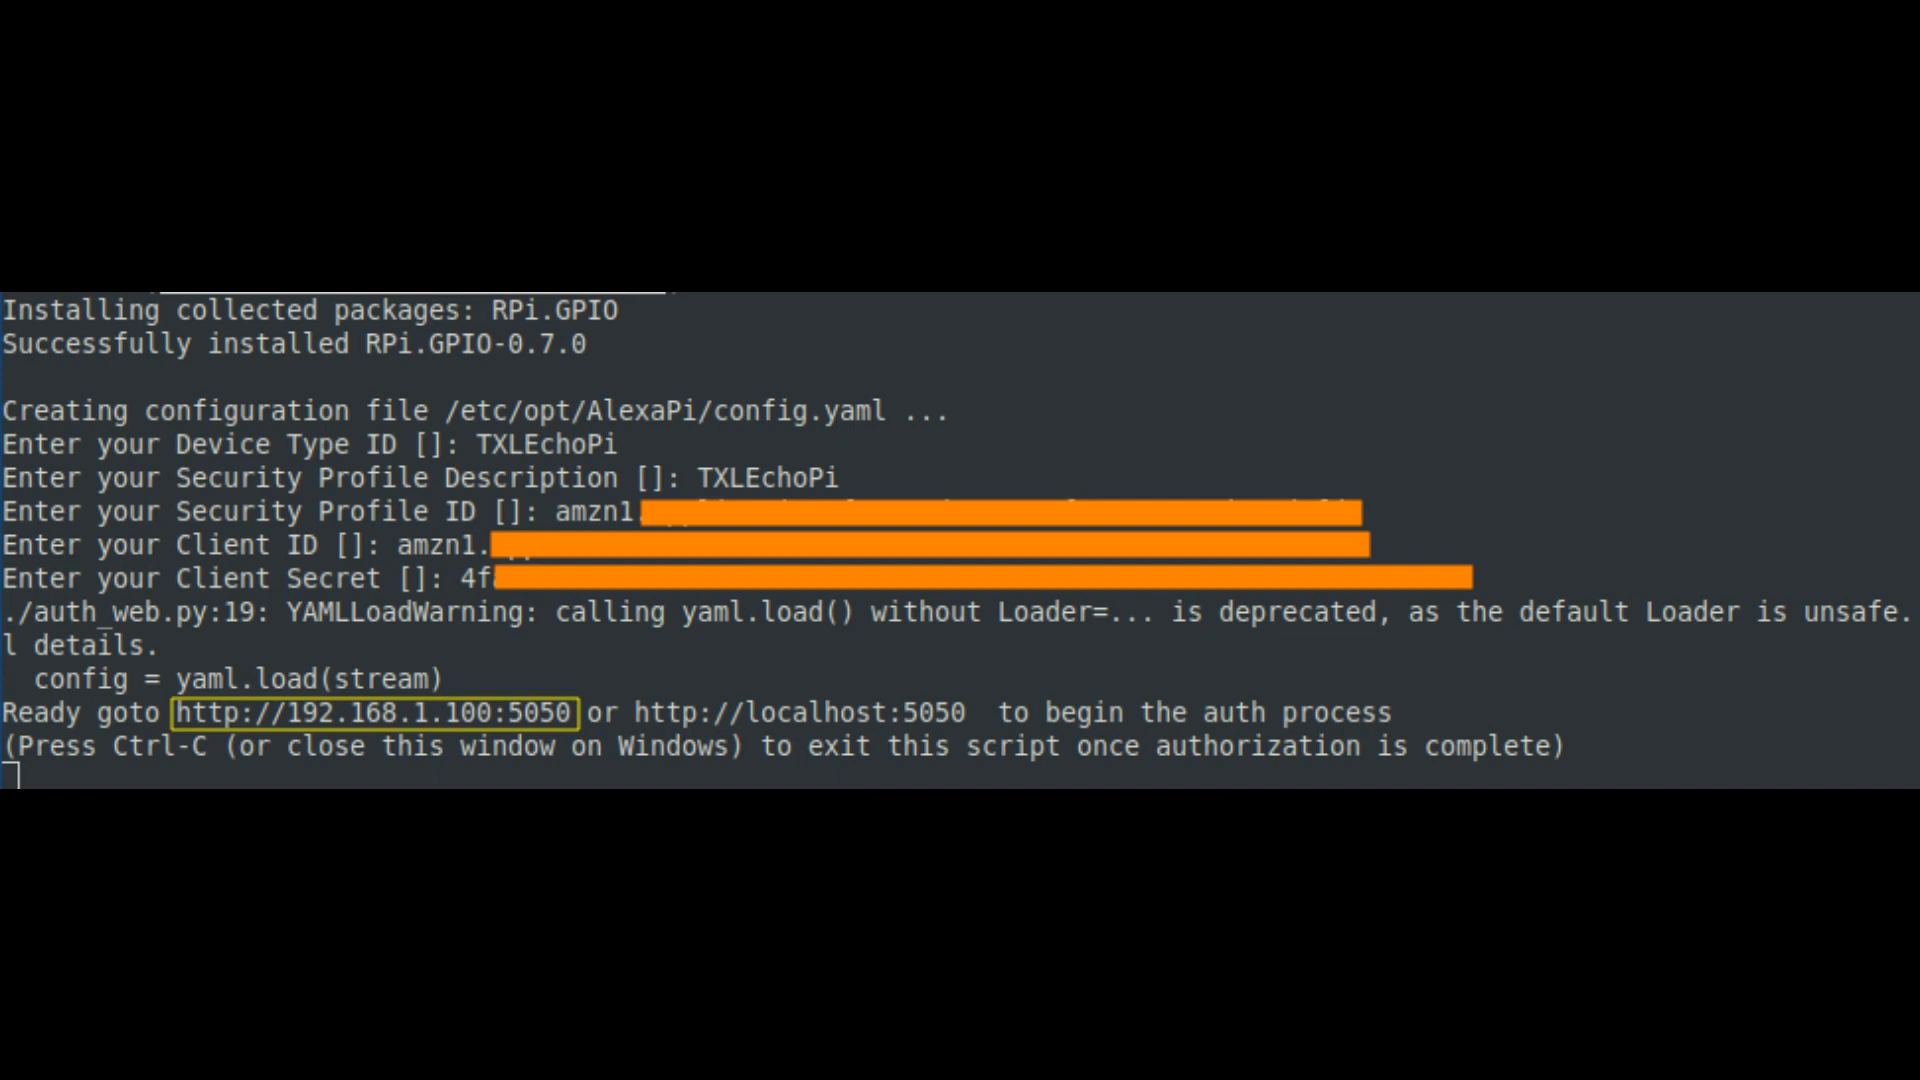 Installing collected packages: RPi.GPIO
Successfully installed RPi.GPIO-0.7.0
Creating configuration file /etc/opt/AlexaPi/config.yaml ...
Enter your Device Type ID []: TXLEchoPi
Enter your Security Profile Description []: TXLEchoPi
Enter your Security Profile ID []: amzn1.
Enter your Client ID []: amzn1.
Enter your Client Secret []: 4f
./auth_web.py:19: YAMLLoadWarning: calling yaml.load() without Loader=... is deprecated, as the default Loader is unsafe.
l details.
  config = yaml.load(stream)
Ready goto http://192.168.1.100:5050 or http://localhost:5050  to begin the auth process
(Press Ctrl-C (or close this window on Windows) to exit this script once authorization is complete)